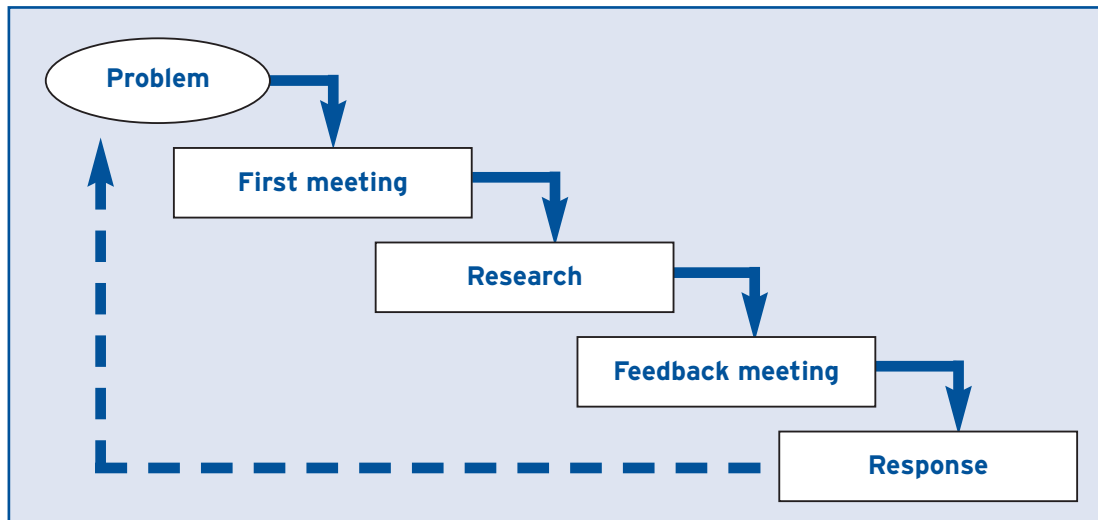 Problem
First meeting
Research
Feedback meeting
Response